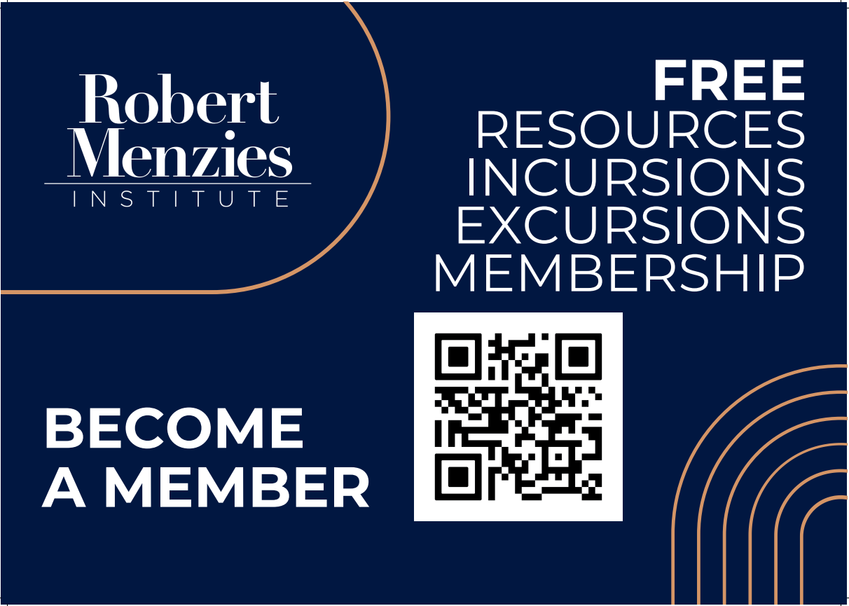 Robert
Menzies
INSTITUTE
FREE
RESOURCES
INCURSIONS
EXCURSIONS
MEMBERSHIP
BECOME
A MEMBER